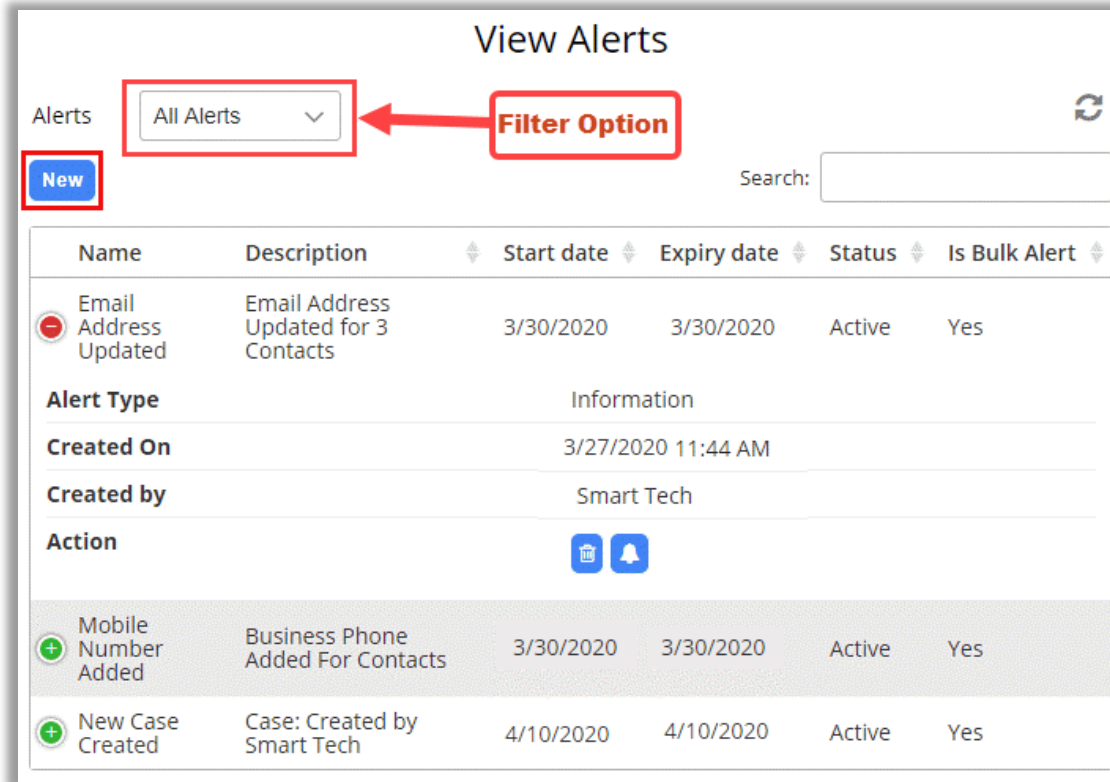 View Alerts
Alerts
All Alerts
Filter Option
New
Search:
Name Description Start date Expiry date Status Is Bulk Alert
Email
Address
Updated
Email Address
Updated for 3
Contacts
3/30/2020 3/30/2020 Active Yes
Alert Type Information
Created On 3/27/2020 11:44 AM
Created by Smart Tech
Action
Mobile
Number
Added
Business Phone
Added For Contacts
3/30/2020 3/30/2020 Active Yes
New Case
Created
Case: Created by
Smart Tech
4/10/2020 4/10/2020 Active Yes